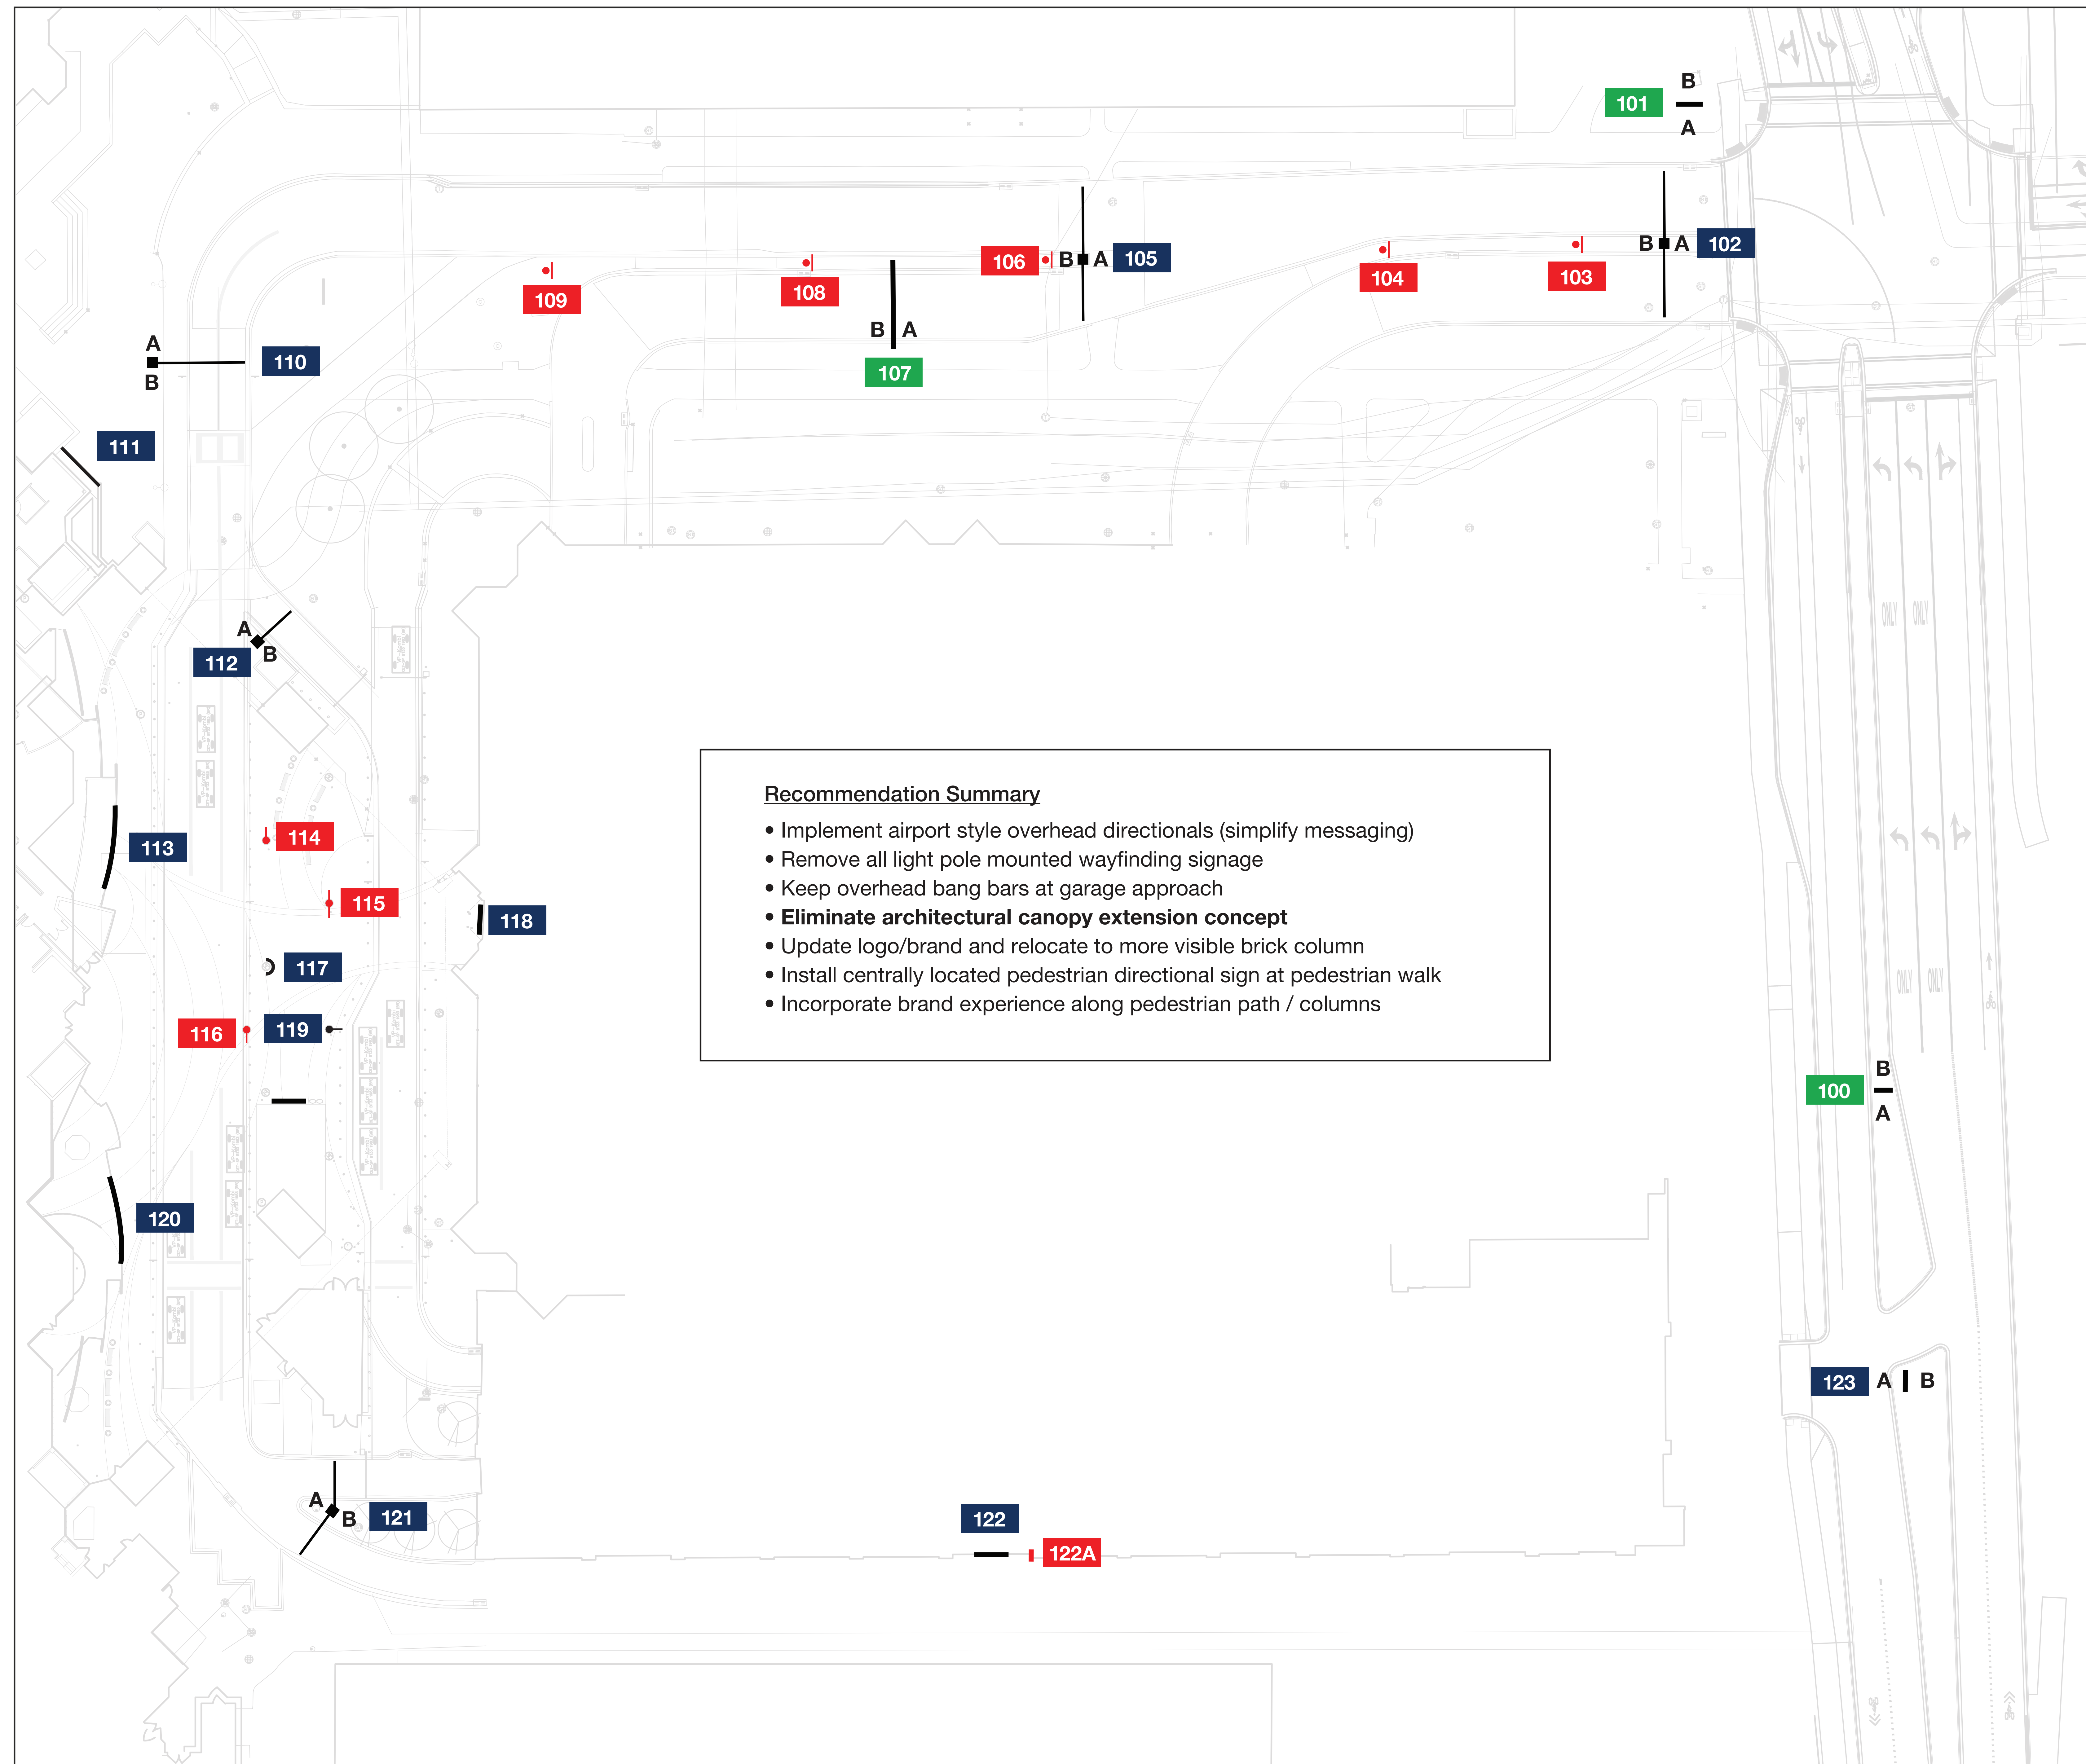 B
101
A
B A 102
106 B A 105
104
103
109
108
B A
107
A
B
110
111
A
B
112
113
114
115
118
117
116
119
120
A
B
121
122
122A
Recommendation Summary
• Implement airport style overhead directionals (simplify messaging)
• Remove all light pole mounted wayfinding signage
• Keep overhead bang bars at garage approach
• Eliminate architectural canopy extension concept
• Update logo/brand and relocate to more visible brick column
• Install centrally located pedestrian directional sign at pedestrian walk
• Incorporate brand experience along pedestrian path / columns
ONLY ONLY
ONLY ONLY
B
100
A
123 A B